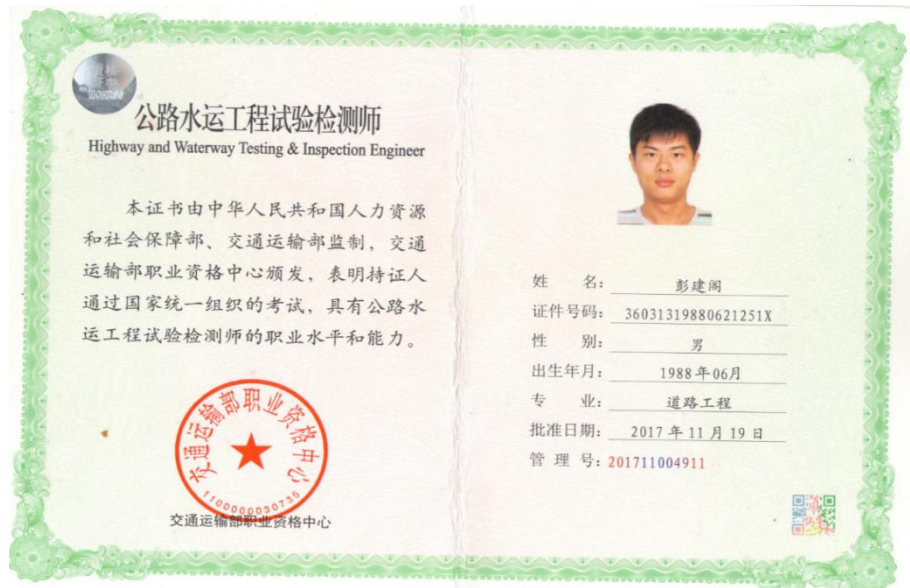 公路水运工程试验检测师
Highway and Waterway Testing & Inspection Engineer
本证书由中华人民共和国人力资源
和社会保障部、交通运输部监制，交通
运输部职业资格中心颁发，表明持证人
通过国家统一组织的考试，具有公路水
运工程试验检测师的职业水平和能力。
交通运输部职业资格中心
1100000030735
交通运输部职业资格中心
姓 名：彭建阁
证件号码：36031319880621251X
性 别：男
出生年月：1988年06月
专 业：道路工程
批准日期：2017年11月19日
管 理 号：201711004911